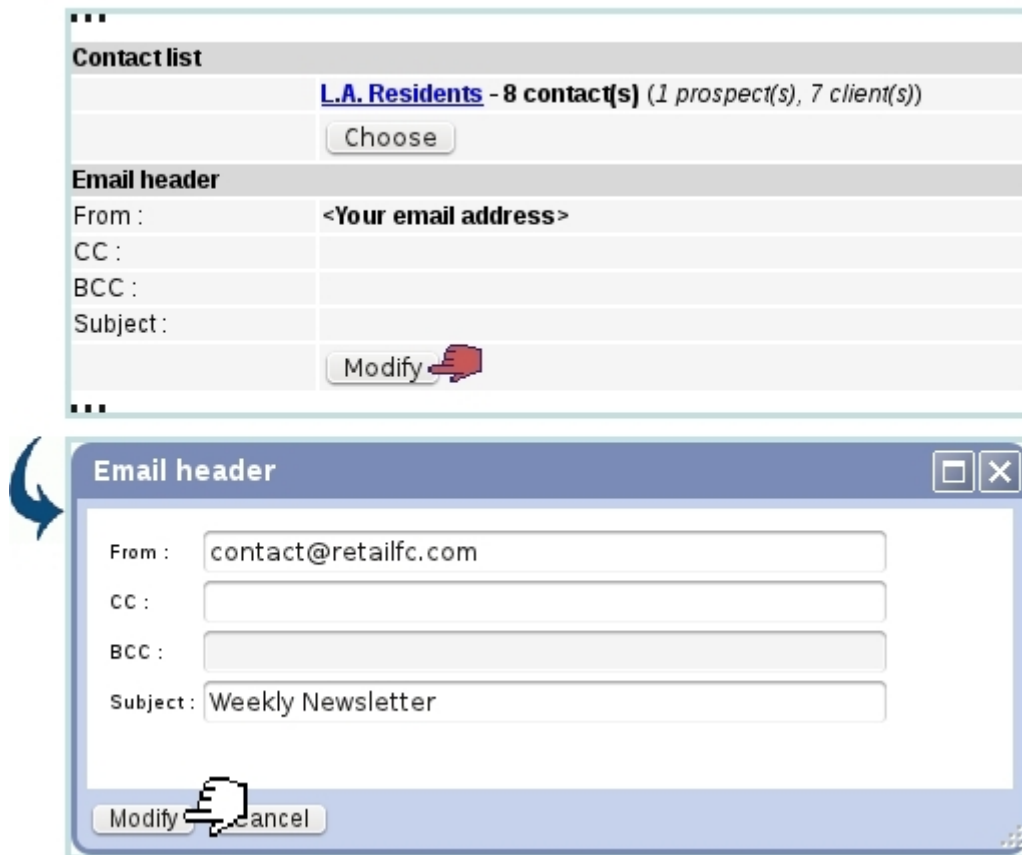 Contact list
L.A. Residents - 8 contact(s) (1 prospect(s), 7 client(s))
Choose
Email header
From :
<Your email address>
CC :
BCC :
Subject :
Modify
Email header
From : contact@retailfc.com
CC :
BCC :
Subject : Weekly Newsletter
Modify